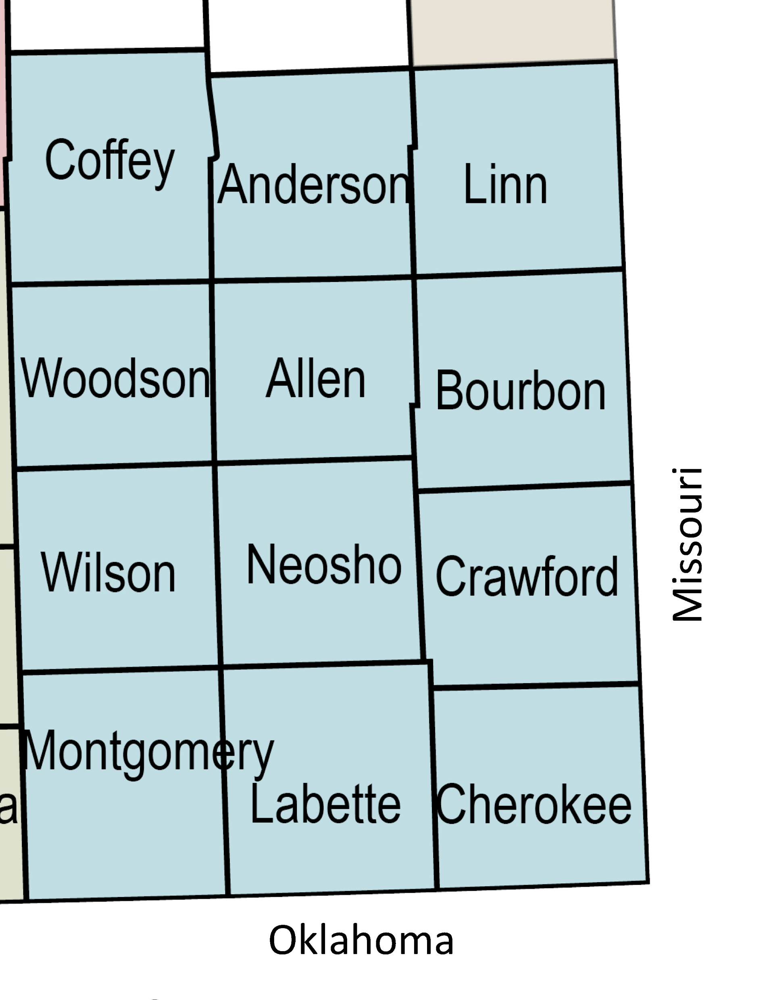 Coffey
Anderson
Linn
Woodson
Allen
Bourbon
Wilson
Neosho
Crawford
Missouri
Montgomery
Labette
Cherokee
a
Oklahoma